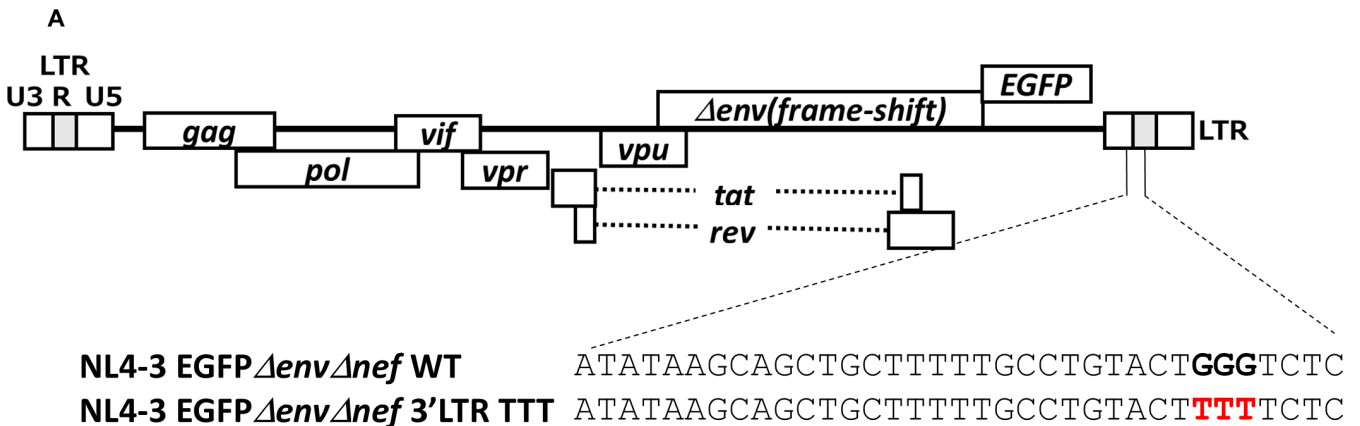 A
LTR
U3 R U5
gag
pol
vif
vpr
vpu
Δenv(frame-shift)
EGFP
LTR
tat
rev
NL4-3 EGFPΔenvΔnef WT ATATAAGCAGCTGCTTTTTGCCTGTACTGGGTCTC
NL4-3 EGFPΔenvΔnef 3'LTR TTT ATATAAGCAGCTGCTTTTTGCCTGTACTTTTTCTC